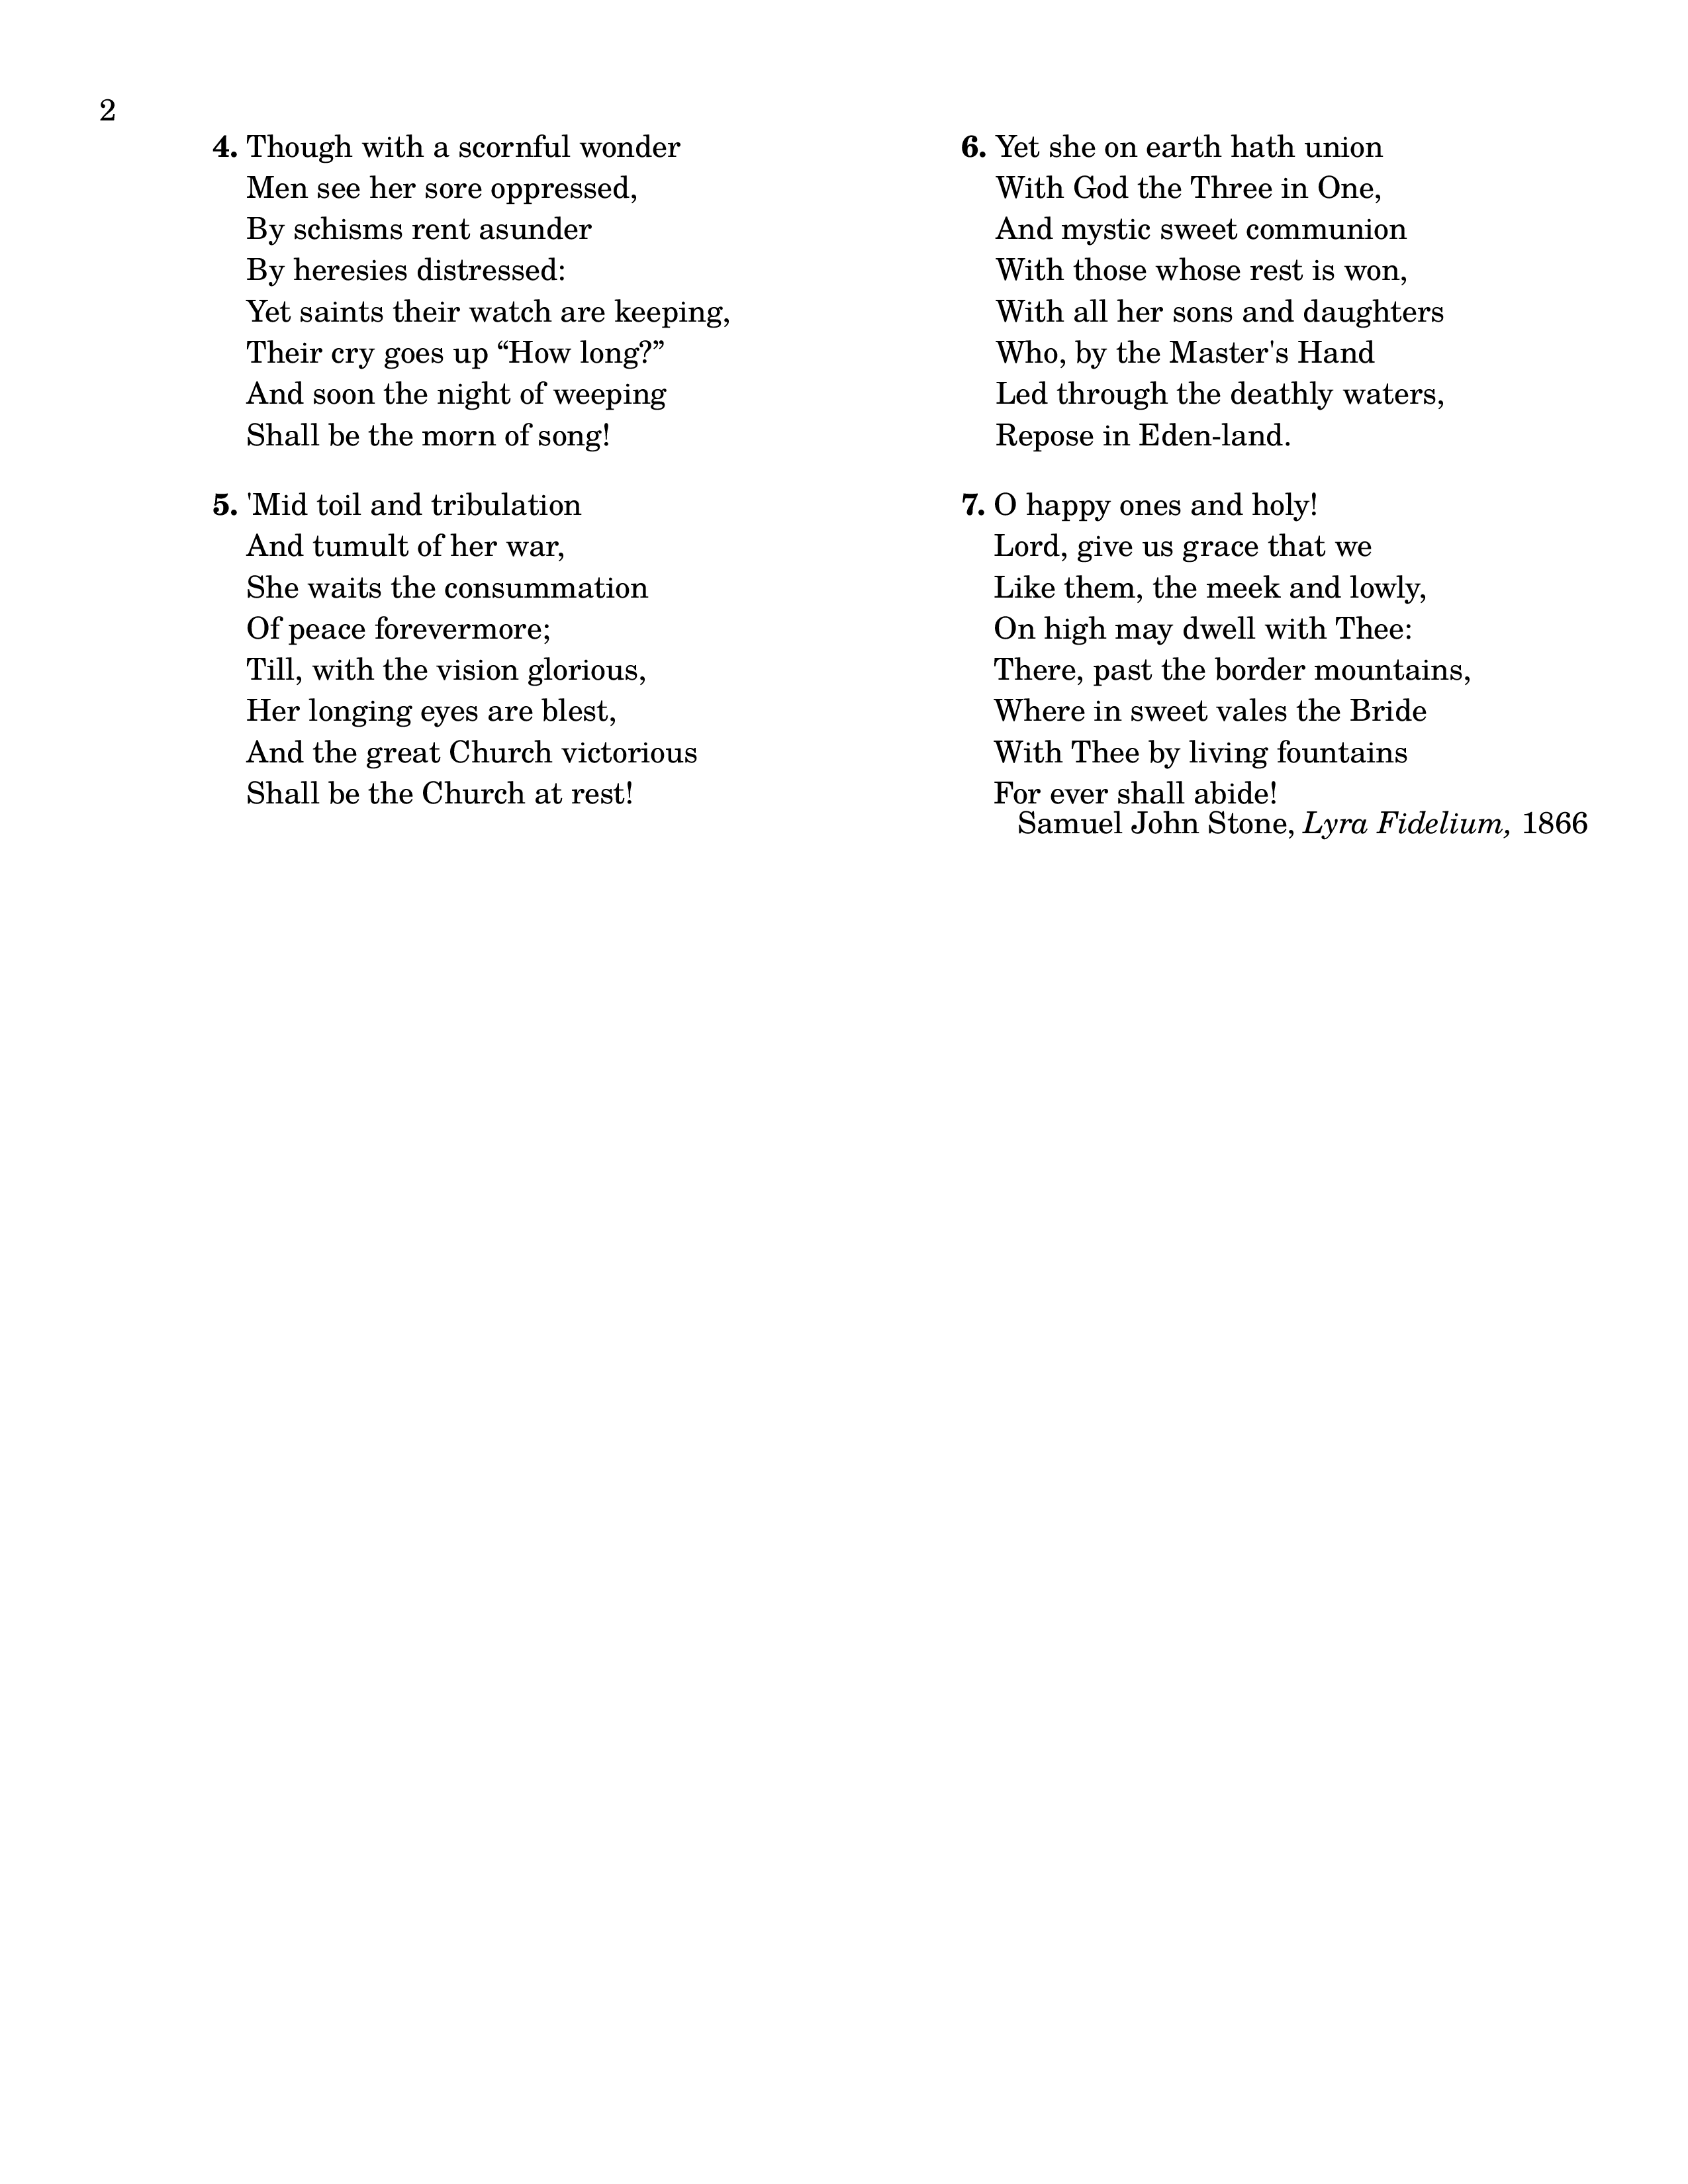 2
4. Though with a scornful wonder
Men see her sore oppressed,
By schisms rent asunder
By heresies distressed:
Yet saints their watch are keeping,
Their cry goes up “How long?”
And soon the night of weeping
Shall be the morn of song!
5. 'Mid toil and tribulation
And tumult of her war,
She waits the consummation
Of peace forevermore;
Till, with the vision glorious,
Her longing eyes are blest,
And the great Church victorious
Shall be the Church at rest!
6. Yet she on earth hath union
With God the Three in One,
And mystic sweet communion
With those whose rest is won,
With all her sons and daughters
Who, by the Master's Hand
Led through the deathly waters,
Repose in Eden-land.
7. O happy ones and holy!
Lord, give us grace that we
Like them, the meek and lowly,
On high may dwell with Thee:
There, past the border mountains,
Where in sweet vales the Bride
With Thee by living fountains
For ever shall abide!
Samuel John Stone, Lyra Fidelium, 1866